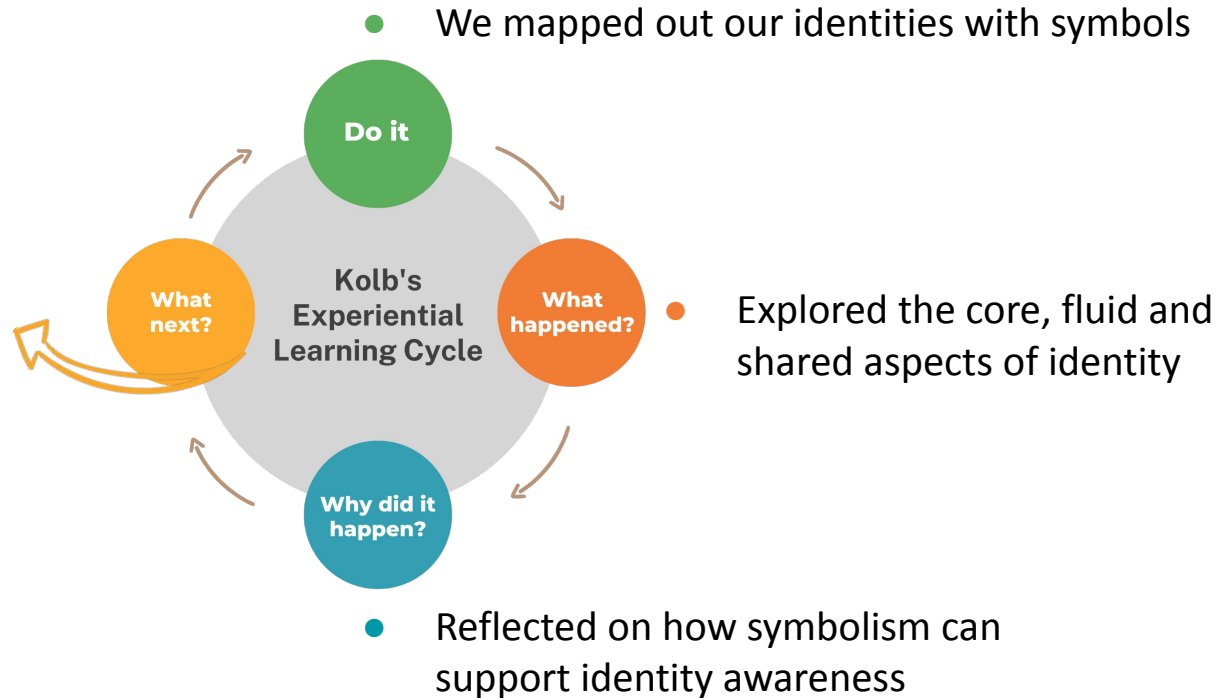 We mapped out our identities with symbols
Do it
What
next?
Kolb's
Experiential
Learning Cycle
What
happened?
Explored the core, fluid and
shared aspects of identity
Why did it
happen?
Reflected on how symbolism can
support identity awareness